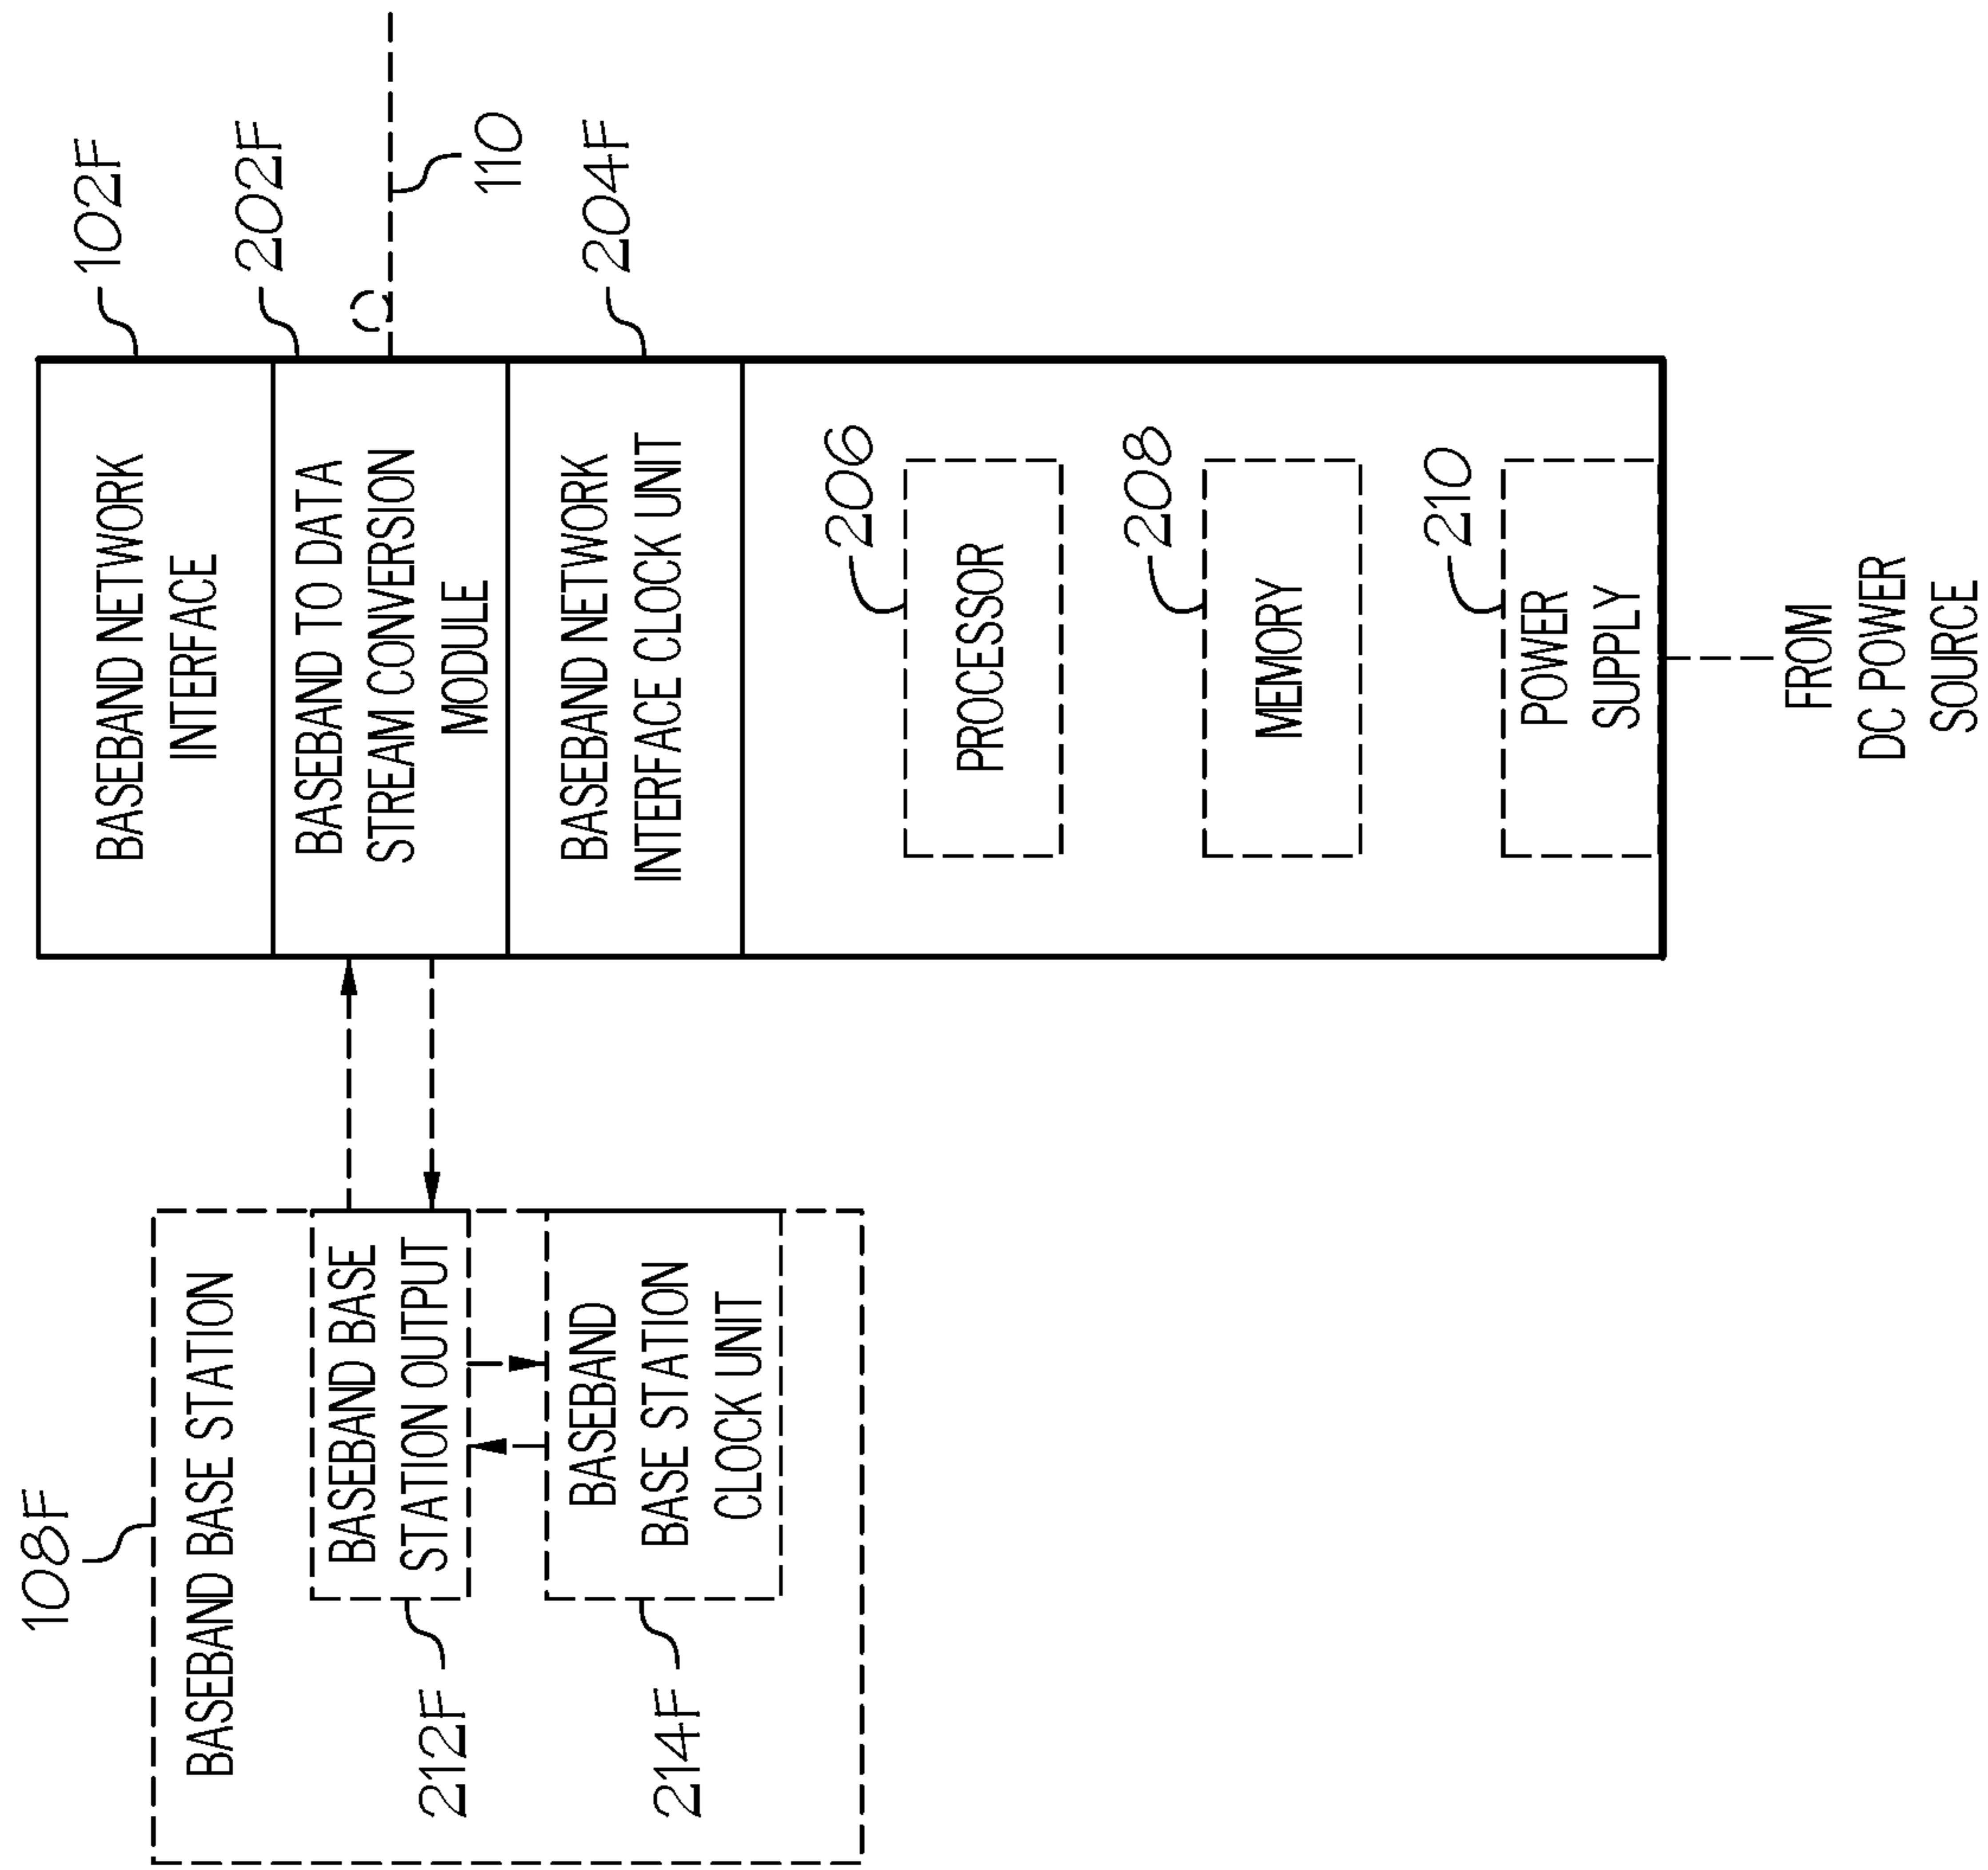 108F
BASEBAND BASE STATION
212F
BASEBAND BASE
STATION OUTPUT
214F
BASEBAND
BASE STATION
CLOCK UNIT
102F
BASEBAND NETWORK
INTERFACE
202F
BASEBAND TO DATA
STREAM CONVERSION
MODULE
110
204F
BASEBAND NETWORK
INTERFACE CLOCK UNIT
206
PROCESSOR
208
MEMORY
210
POWER
SUPPLY
FROM
DC POWER
SOURCE